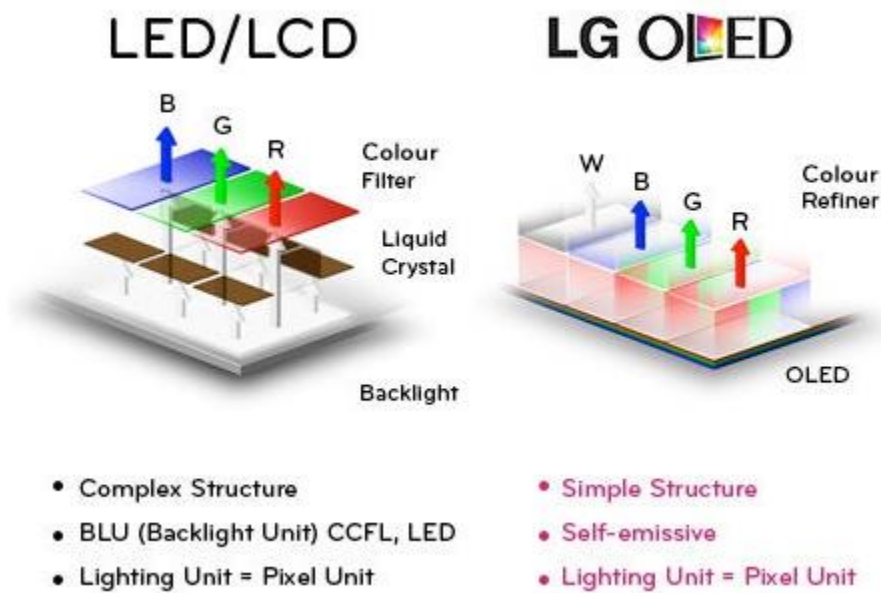 LED/LCD
B
G
R
Colour
Filter
Liquid
Crystal
Backlight
• Complex Structure
• BLU (Backlight Unit) CCFL, LED
• Lighting Unit = Pixel Unit
LG OLED
W
B
G
R
Colour
Refiner
OLED
• Simple Structure
• Self-emissive
• Lighting Unit = Pixel Unit